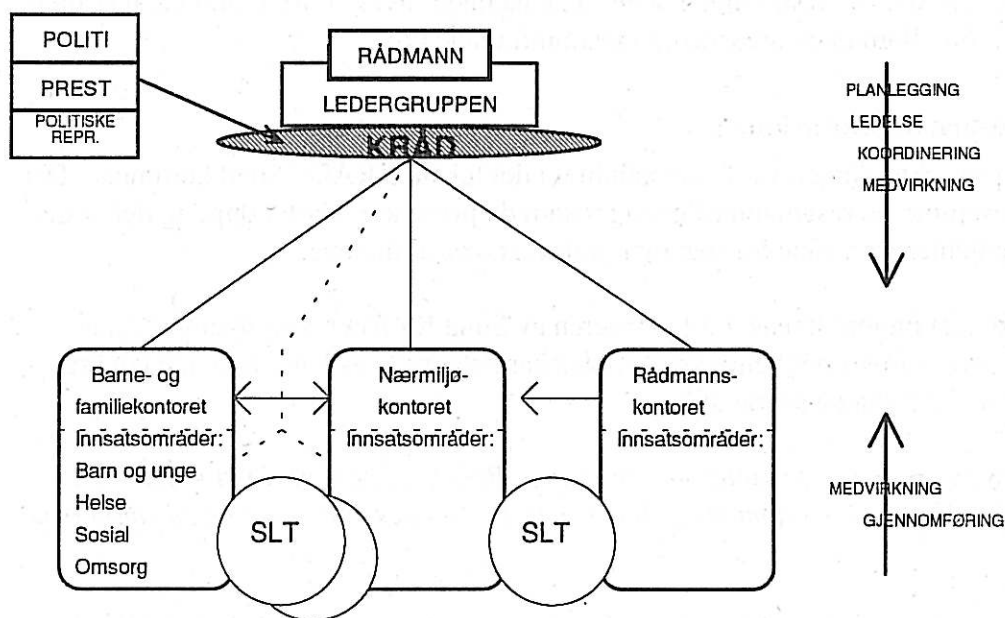 POLITI
PREST
POLITISKE
REPR.
RÅDMANN
LEDERGRUPPEN
KRÅD
PLANLEGGING
LEDELSE
KOORDINERING
MEDVIRKNING
Barne- og
familiekontoret
Innsatsområder:
Barn og unge
Helse
Sosial
Omsorg
Nærmiljø-
kontoret
Innsatsområder:
Rådmanns-
kontoret
Innsatsområder:
SLT
SLT
MEDVIRKNING
GJENNOMFØRING